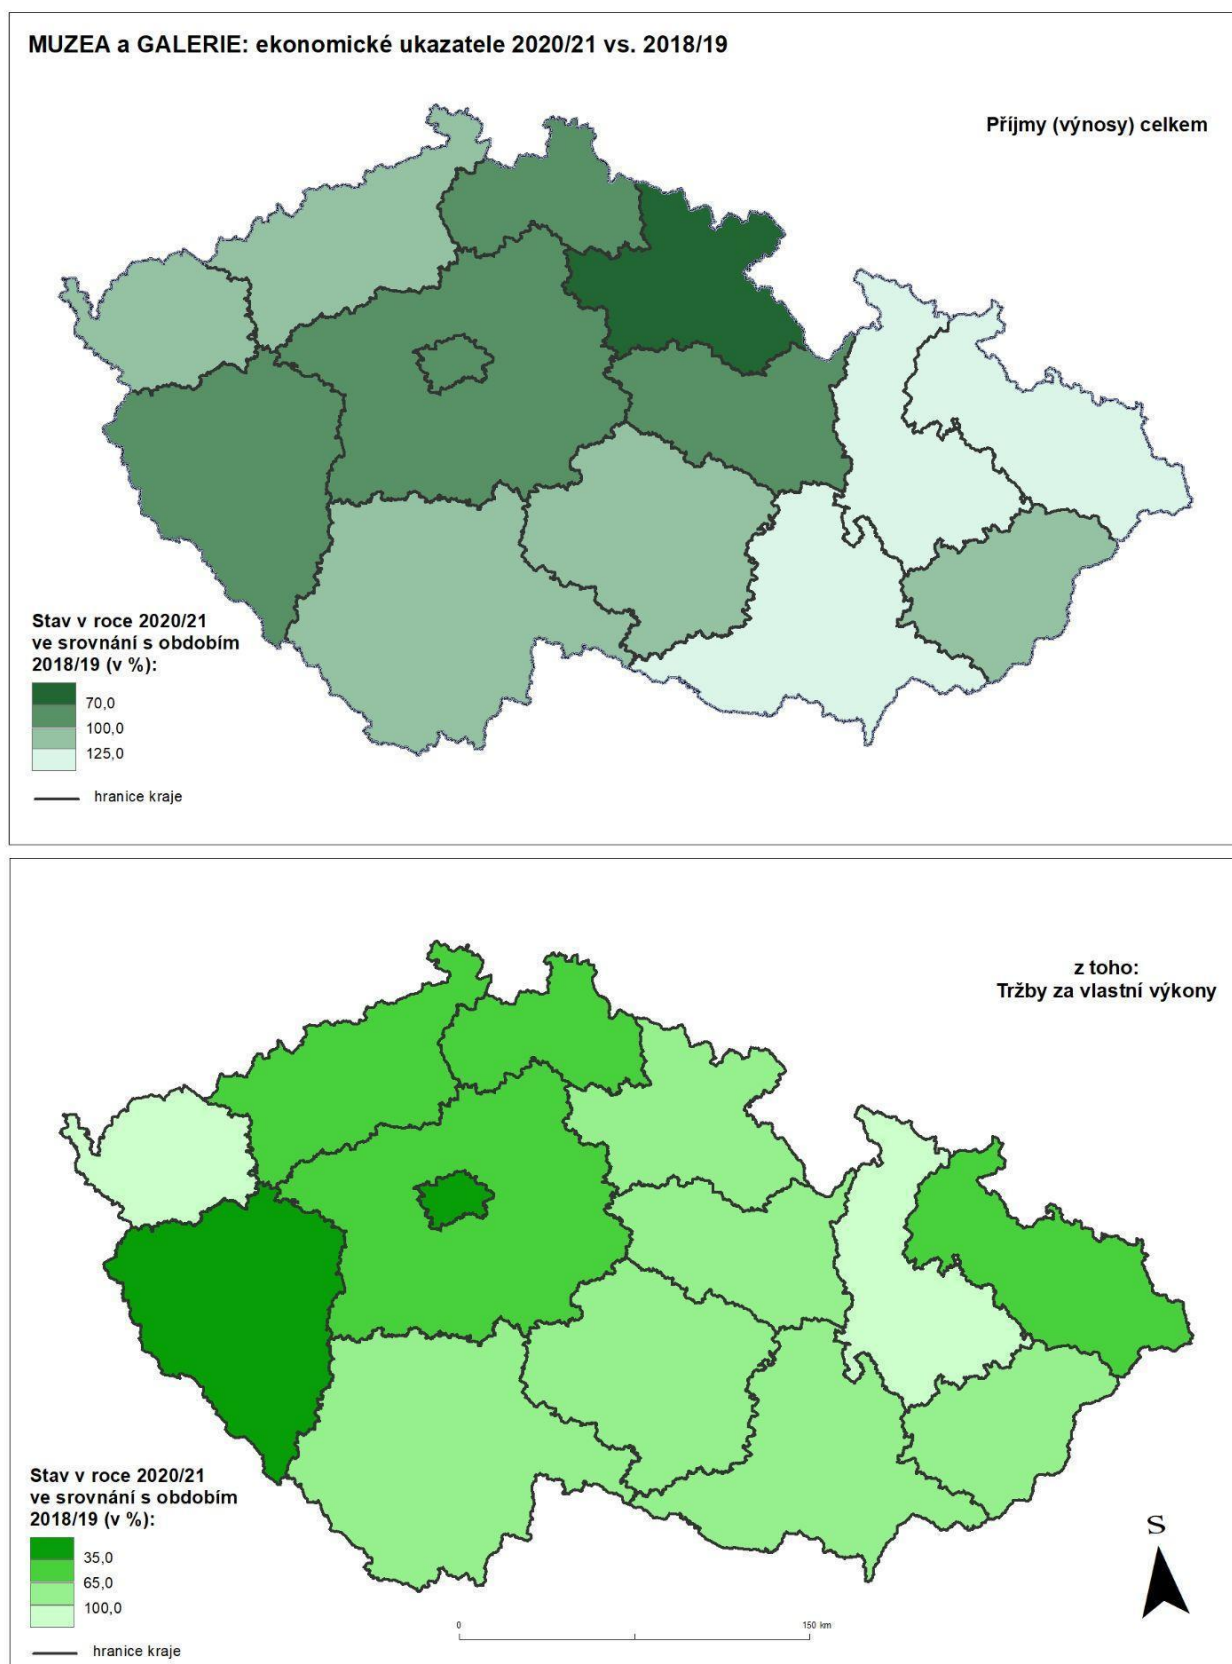 MUZEA a GALERIE: ekonomické ukazatele 2020/21 vs. 2018/19
Příjmy (výnosy) celkem
Stav v roce 2020/21
ve srovnání s obdobím
2018/19 (v %):
70,0
100,0
125,0
hranice kraje
z toho:
Tržby za vlastní výkony
Stav v roce 2020/21
ve srovnání s obdobím
2018/19 (v %):
35,0
65,0
100,0
hranice kraje
S
0 150 km